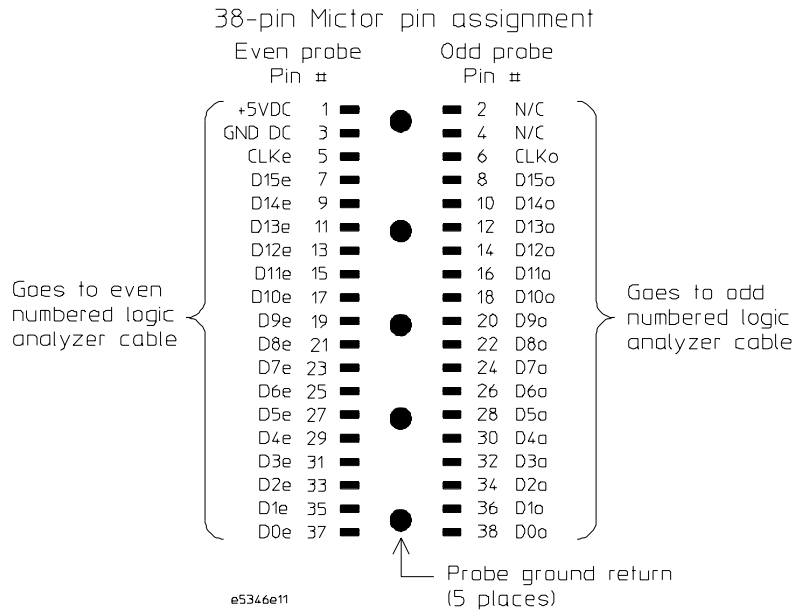 38-pin Mictor pin assignment
Even probe Odd probe
Pin # Pin #
+5VDC 1 2 N/C
GND DC 3 4 N/C
CLKe 5 6 CLKo
D15e 7 8 D15o
D14e 9 10 D14o
D13e 11 12 D13o
D12e 13 14 D12o
D11e 15 16 D11o
D10e 17 18 D10o
D9e 19 20 D9o
D8e 21 22 D8o
D7e 23 24 D7o
D6e 25 26 D6o
D5e 27 28 D5o
D4e 29 30 D4o
D3e 31 32 D3o
D2e 33 34 D2o
D1e 35 36 D1o
D0e 37 38 D0o
Goes to even
numbered logic
analyzer cable
Goes to odd
numbered logic
analyzer cable
Probe ground return
(5 places)
e5346e11